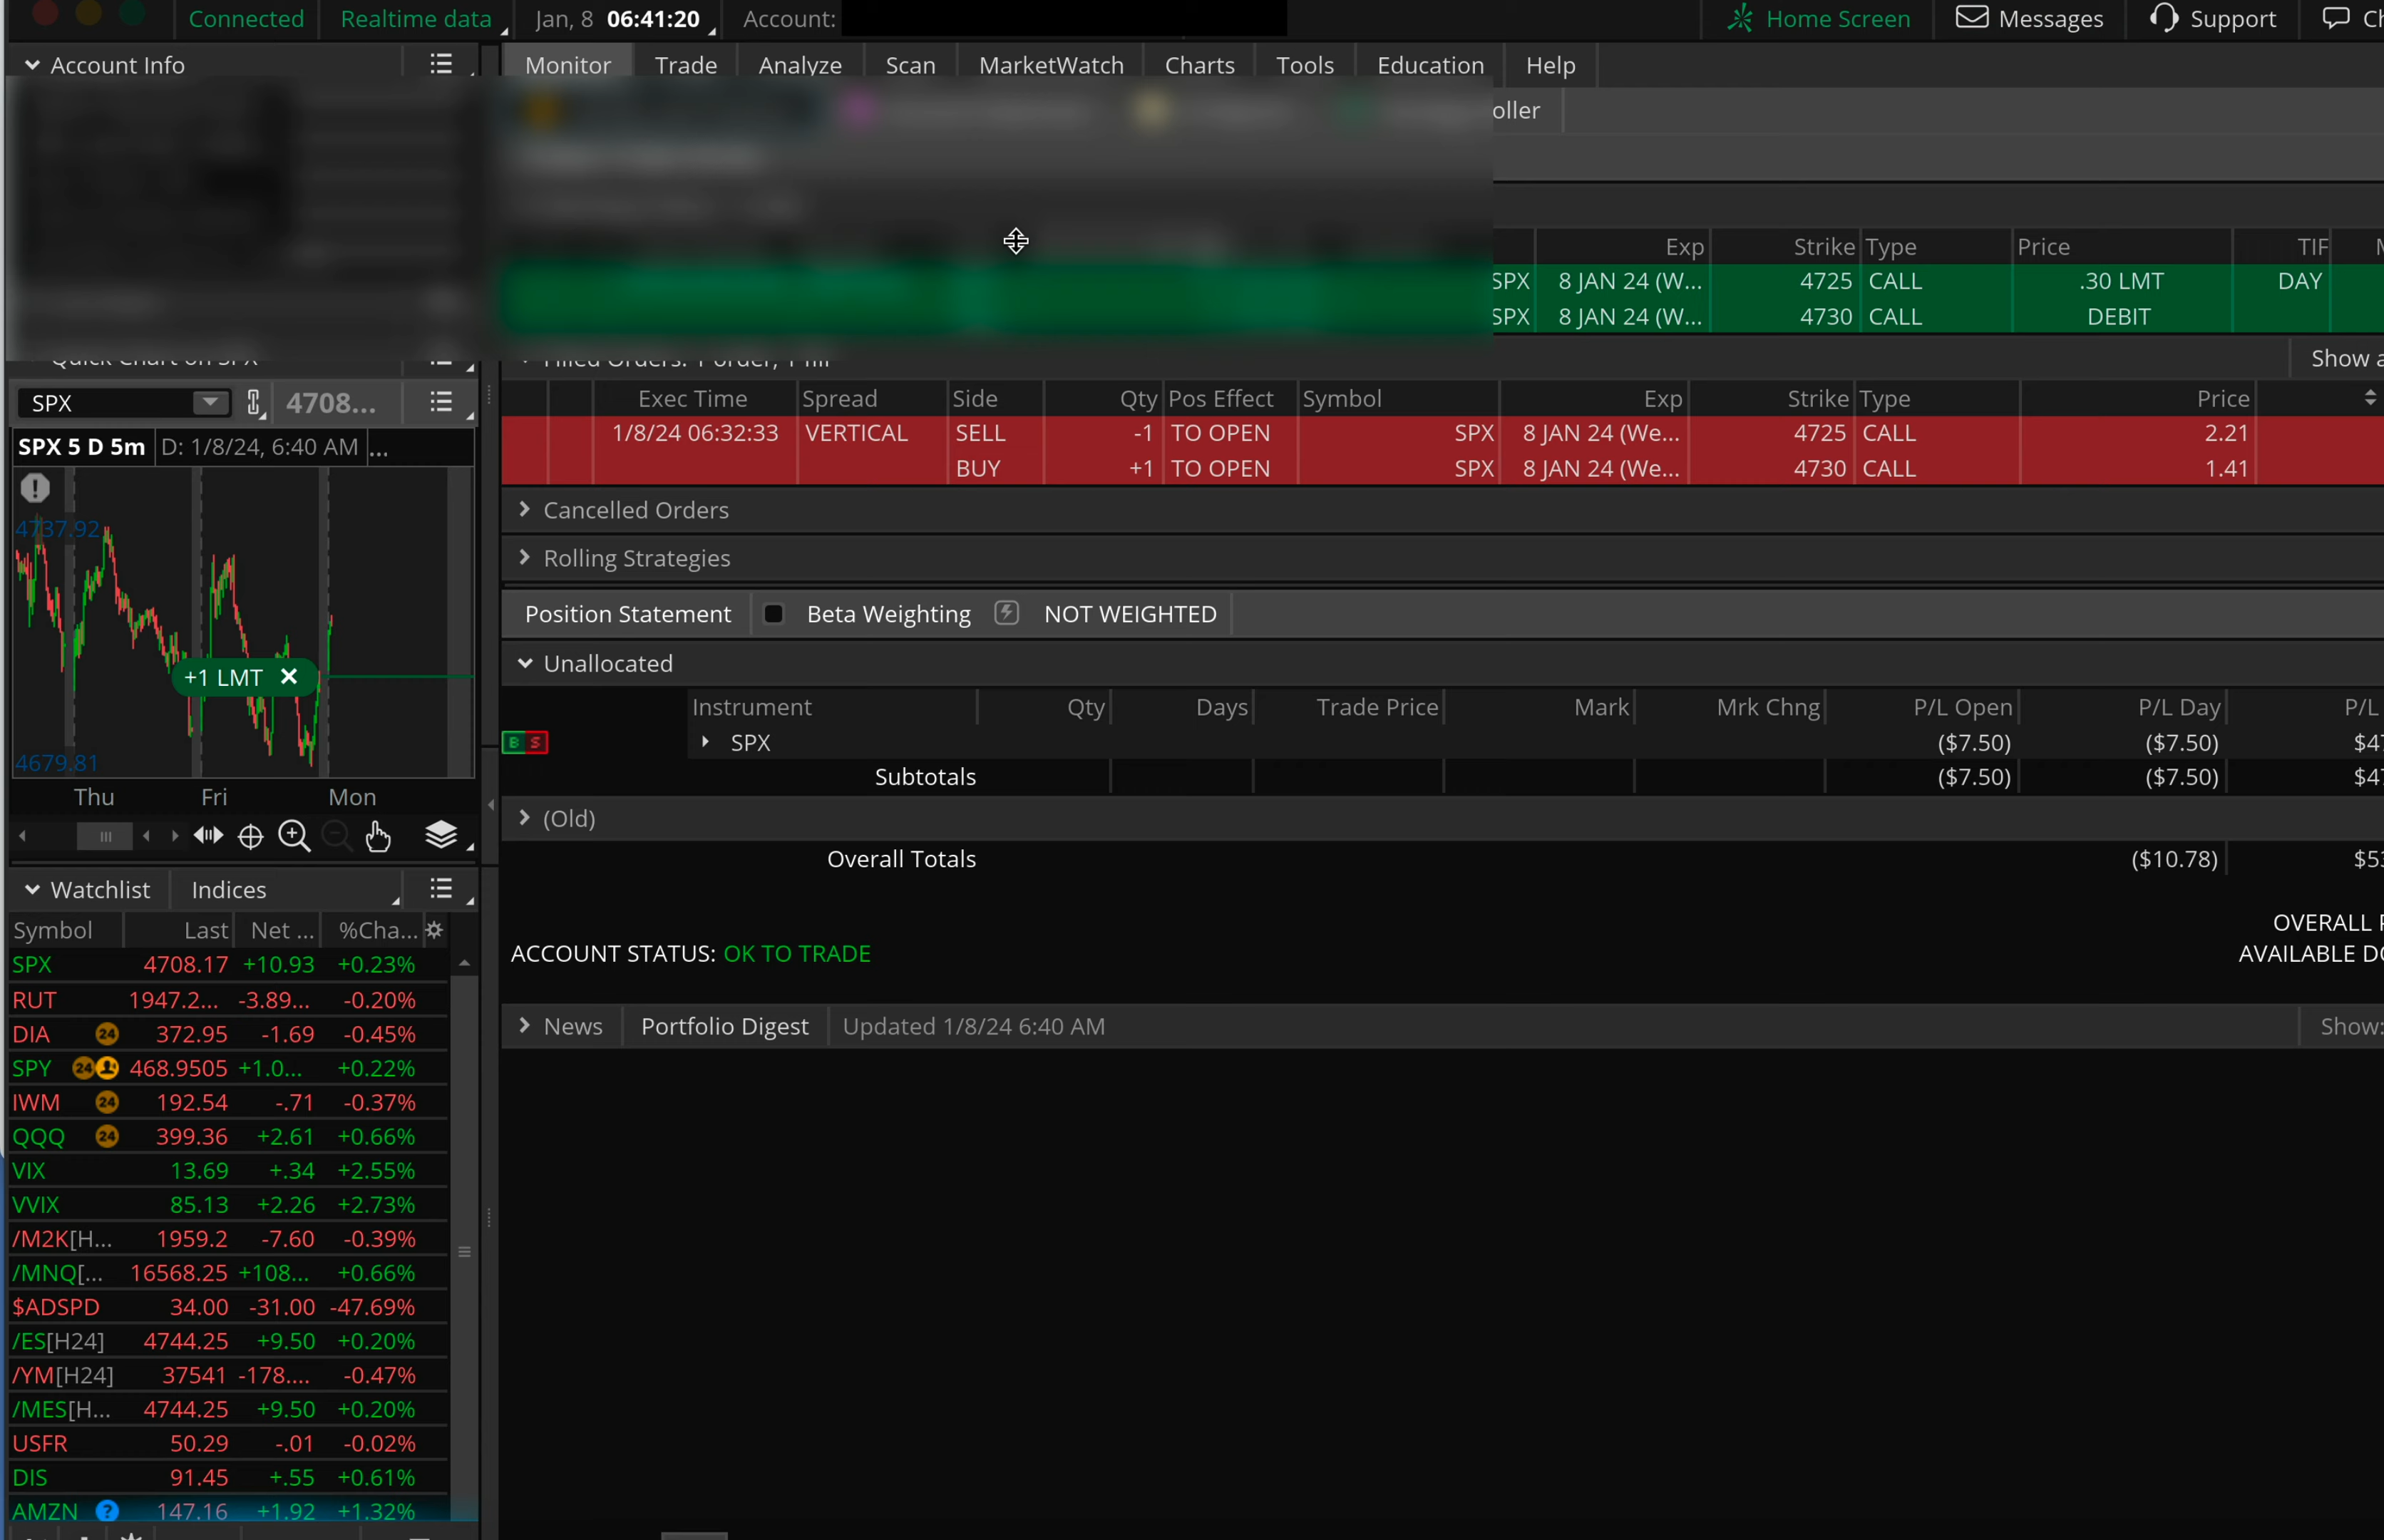 Connected Realtime data Jan, 8 06:41:20 Account: Home Screen Messages Support
Account Info Monitor Trade Analyze Scan MarketWatch Charts Tools Education Help
oller
Exp Strike Type Price TIF
SPX 8 JAN 24 (W... 4725 CALL .30 LMT DAY
SPX 8 JAN 24 (W... 4730 CALL DEBIT
Show
SPX 4708...
Exec Time Spread Side Qty Pos Effect Symbol Exp Strike Type Price
1/8/24 06:32:33 VERTICAL SELL -1 TO OPEN SPX 8 JAN 24 (We... 4725 CALL 2.21
BUY +1 TO OPEN SPX 8 JAN 24 (We... 4730 CALL 1.41
SPX 5 D 5m D: 1/8/24, 6:40 AM ...
4737.92
+1 LMT
4679.81
Thu Fri Mon
Cancelled Orders
Rolling Strategies
Position Statement Beta Weighting NOT WEIGHTED
Unallocated
Instrument Qty Days Trade Price Mark Mrk Chng P/L Open P/L Day P/L
B S SPX ($7.50) ($7.50) $4
Subtotals ($7.50) ($7.50) $4
(Old)
Overall Totals ($10.78) $5
OVERALL
ACCOUNT STATUS: OK TO TRADE AVAILABLE
News Portfolio Digest Updated 1/8/24 6:40 AM Show:
Watchlist Indices
Symbol Last Net ... %Cha...
SPX 4708.17 +10.93 +0.23%
RUT 1947.2... -3.89... -0.20%
DIA 24 372.95 -1.69 -0.45%
SPY 24 468.9505 +1.0... +0.22%
IWM 24 192.54 -.71 -0.37%
QQQ 24 399.36 +2.61 +0.66%
VIX 13.69 +.34 +2.55%
VVIX 85.13 +2.26 +2.73%
/M2K[H... 1959.2 -7.60 -0.39%
/MNQ[... 16568.25 +108... +0.66%
$ADSPD 34.00 -31.00 -47.69%
/ES[H24] 4744.25 +9.50 +0.20%
/YM[H24] 37541 -178.... -0.47%
/MES[H... 4744.25 +9.50 +0.20%
USFR 50.29 -.01 -0.02%
DIS 91.45 +.55 +0.61%
AMZN ? 147.16 +1.92 +1.32%